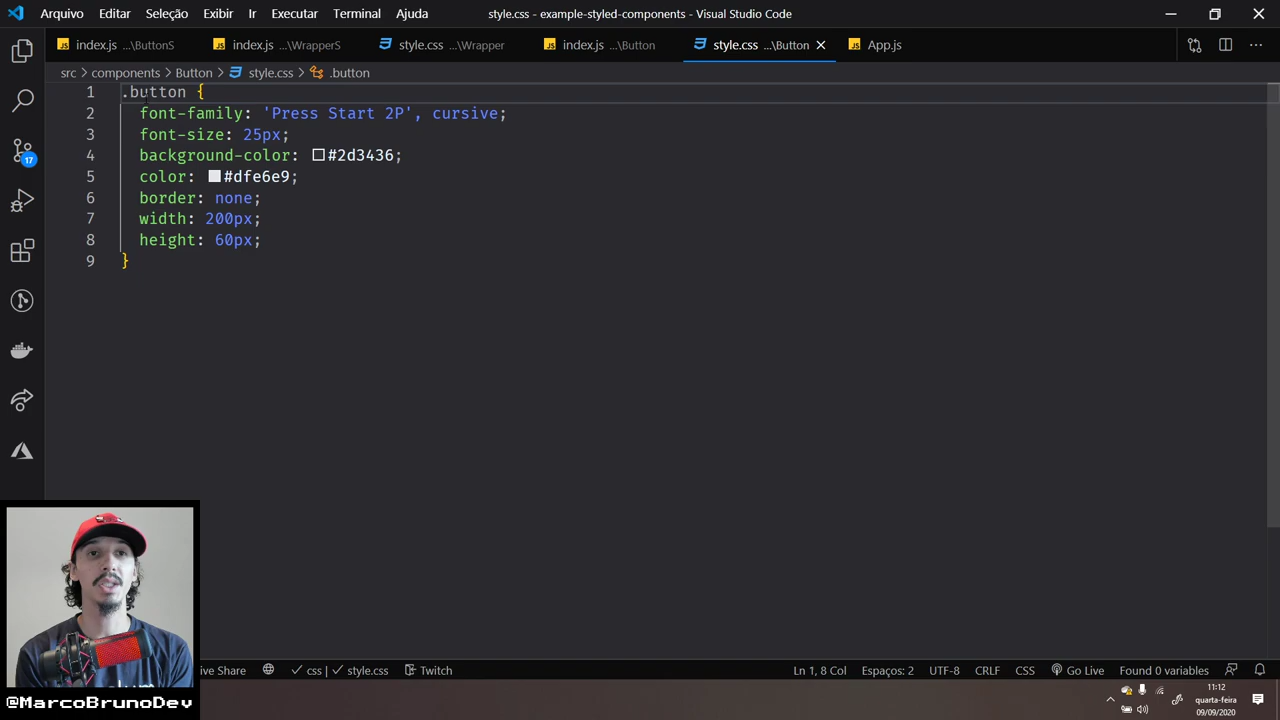 Arquivo Editar Seleção Exibir Ir Executar Terminal Ajuda style.css - example-styled-components - Visual Studio Code
index.js ...\ButtonS index.js ...\WrapperS style.css ...\Wrapper index.js ...\Button style.css ...\Button App.js
src components Button style.css .button
1 .button {
2 font-family: 'Press Start 2P', cursive;
3 font-size: 25px;
4 background-color: #2d3436;
5 color: #dfe6e9;
6 border: none;
7 width: 200px;
8 height: 60px;
9 }
17
ive Share css | style.css Twitch Ln 1, 8 Col Espaços: 2 UTF-8 CRLF CSS Go Live Found 0 variables
@MarcoBrunoDev
11:12
quarta-feira
09/09/2020